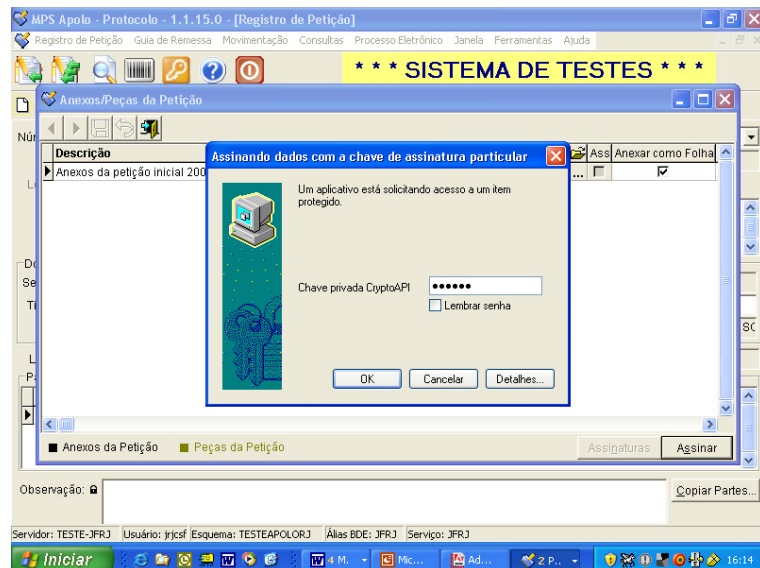 MPS Apolo - Protocolo - 1.1.15.0 - [Registro de Petição]
Registro de Petição Guia de Remessa Movimentação Consultas Processo Eletrônico Janela Ferramentas Ajuda
* * * SISTEMA DE TESTES * * *
Anexos/Peças da Petição
Descrição
Ass Anexar como Folha
Anexos da petição inicial 200
...
Assinando dados com a chave de assinatura particular
Um aplicativo está solicitando acesso a um item
protegido.
Chave privada CryptoAPI
Lembrar senha
OK Cancelar Detalhes...
Anexos da Petição Peças da Petição
Assinaturas Assinar
Observação:
Copiar Partes...
Servidor: TESTE-JFRJ Usuário: jrjcsf Esquema: TESTEAPOLORJ Álias BDE: JFRJ Serviço: JFRJ
Iniciar 4 M. Mic... Ad... 2 P.. 16:14